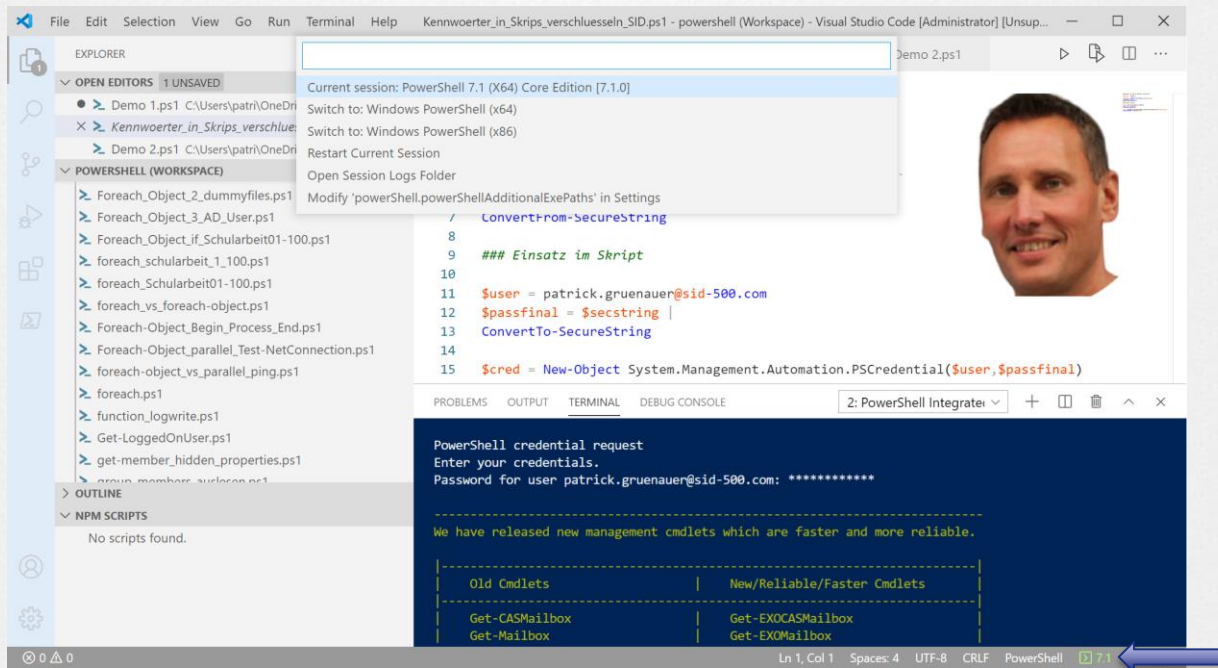 File Edit Selection View Go Run Terminal Help Kennwoerter_in_Skrips_verschluesseln_SID.ps1 - powershell (Workspace) - Visual Studio Code [Administrator] [Unsup...
EXPLORER
OPEN EDITORS 1 UNSAVED
Demo 1.ps1 C:\Users\patri\OneDri
Kennwoerter_in_Skrips_verschlue
Demo 2.ps1 C:\Users\patri\OneDri
POWERSHELL (WORKSPACE)
Foreach_Object_2_dummyfiles.ps1
Foreach_Object_3_AD_User.ps1
Foreach_Object_if_Schularbeit01-100.ps1
foreach_schularbeit_1_100.ps1
foreach_Schularbeit01-100.ps1
foreach_vs_foreach-object.ps1
Foreach-Object_Begin_Process_End.ps1
Foreach-Object_parallel_Test-NetConnection.ps1
foreach-object_vs_parallel_ping.ps1
foreach.ps1
function_logwrite.ps1
Get-LoggedOnUser.ps1
get-member_hidden_properties.ps1
OUTLINE
NPM SCRIPTS
No scripts found.
Demo 2.ps1
Current session: PowerShell 7.1 (X64) Core Edition [7.1.0]
Switch to: Windows PowerShell (x64)
Switch to: Windows PowerShell (x86)
Restart Current Session
Open Session Logs Folder
Modify 'powerShell.powerShellAdditionalExePaths' in Settings
7 ConvertFrom-SecureString
8
9 ### Einsatz im Skript
10
11 $user = patrick.gruenauer@sid-500.com
12 $passfinal = $secstring |
13 ConvertTo-SecureString
14
15 $cred = New-Object System.Management.Automation.PSCredential($user,$passfinal)
PROBLEMS OUTPUT TERMINAL DEBUG CONSOLE 2: PowerShell Integrate
PowerShell credential request
Enter your credentials.
Password for user patrick.gruenauer@sid-500.com: ************
We have released new management cmdlets which are faster and more reliable.
Old Cmdlets | New/Reliable/Faster Cmdlets
Get-CASMailbox | Get-EXOCASMailbox
Get-Mailbox | Get-EXOMailbox
0 0 Ln 1, Col 1 Spaces: 4 UTF-8 CRLF PowerShell 7.1